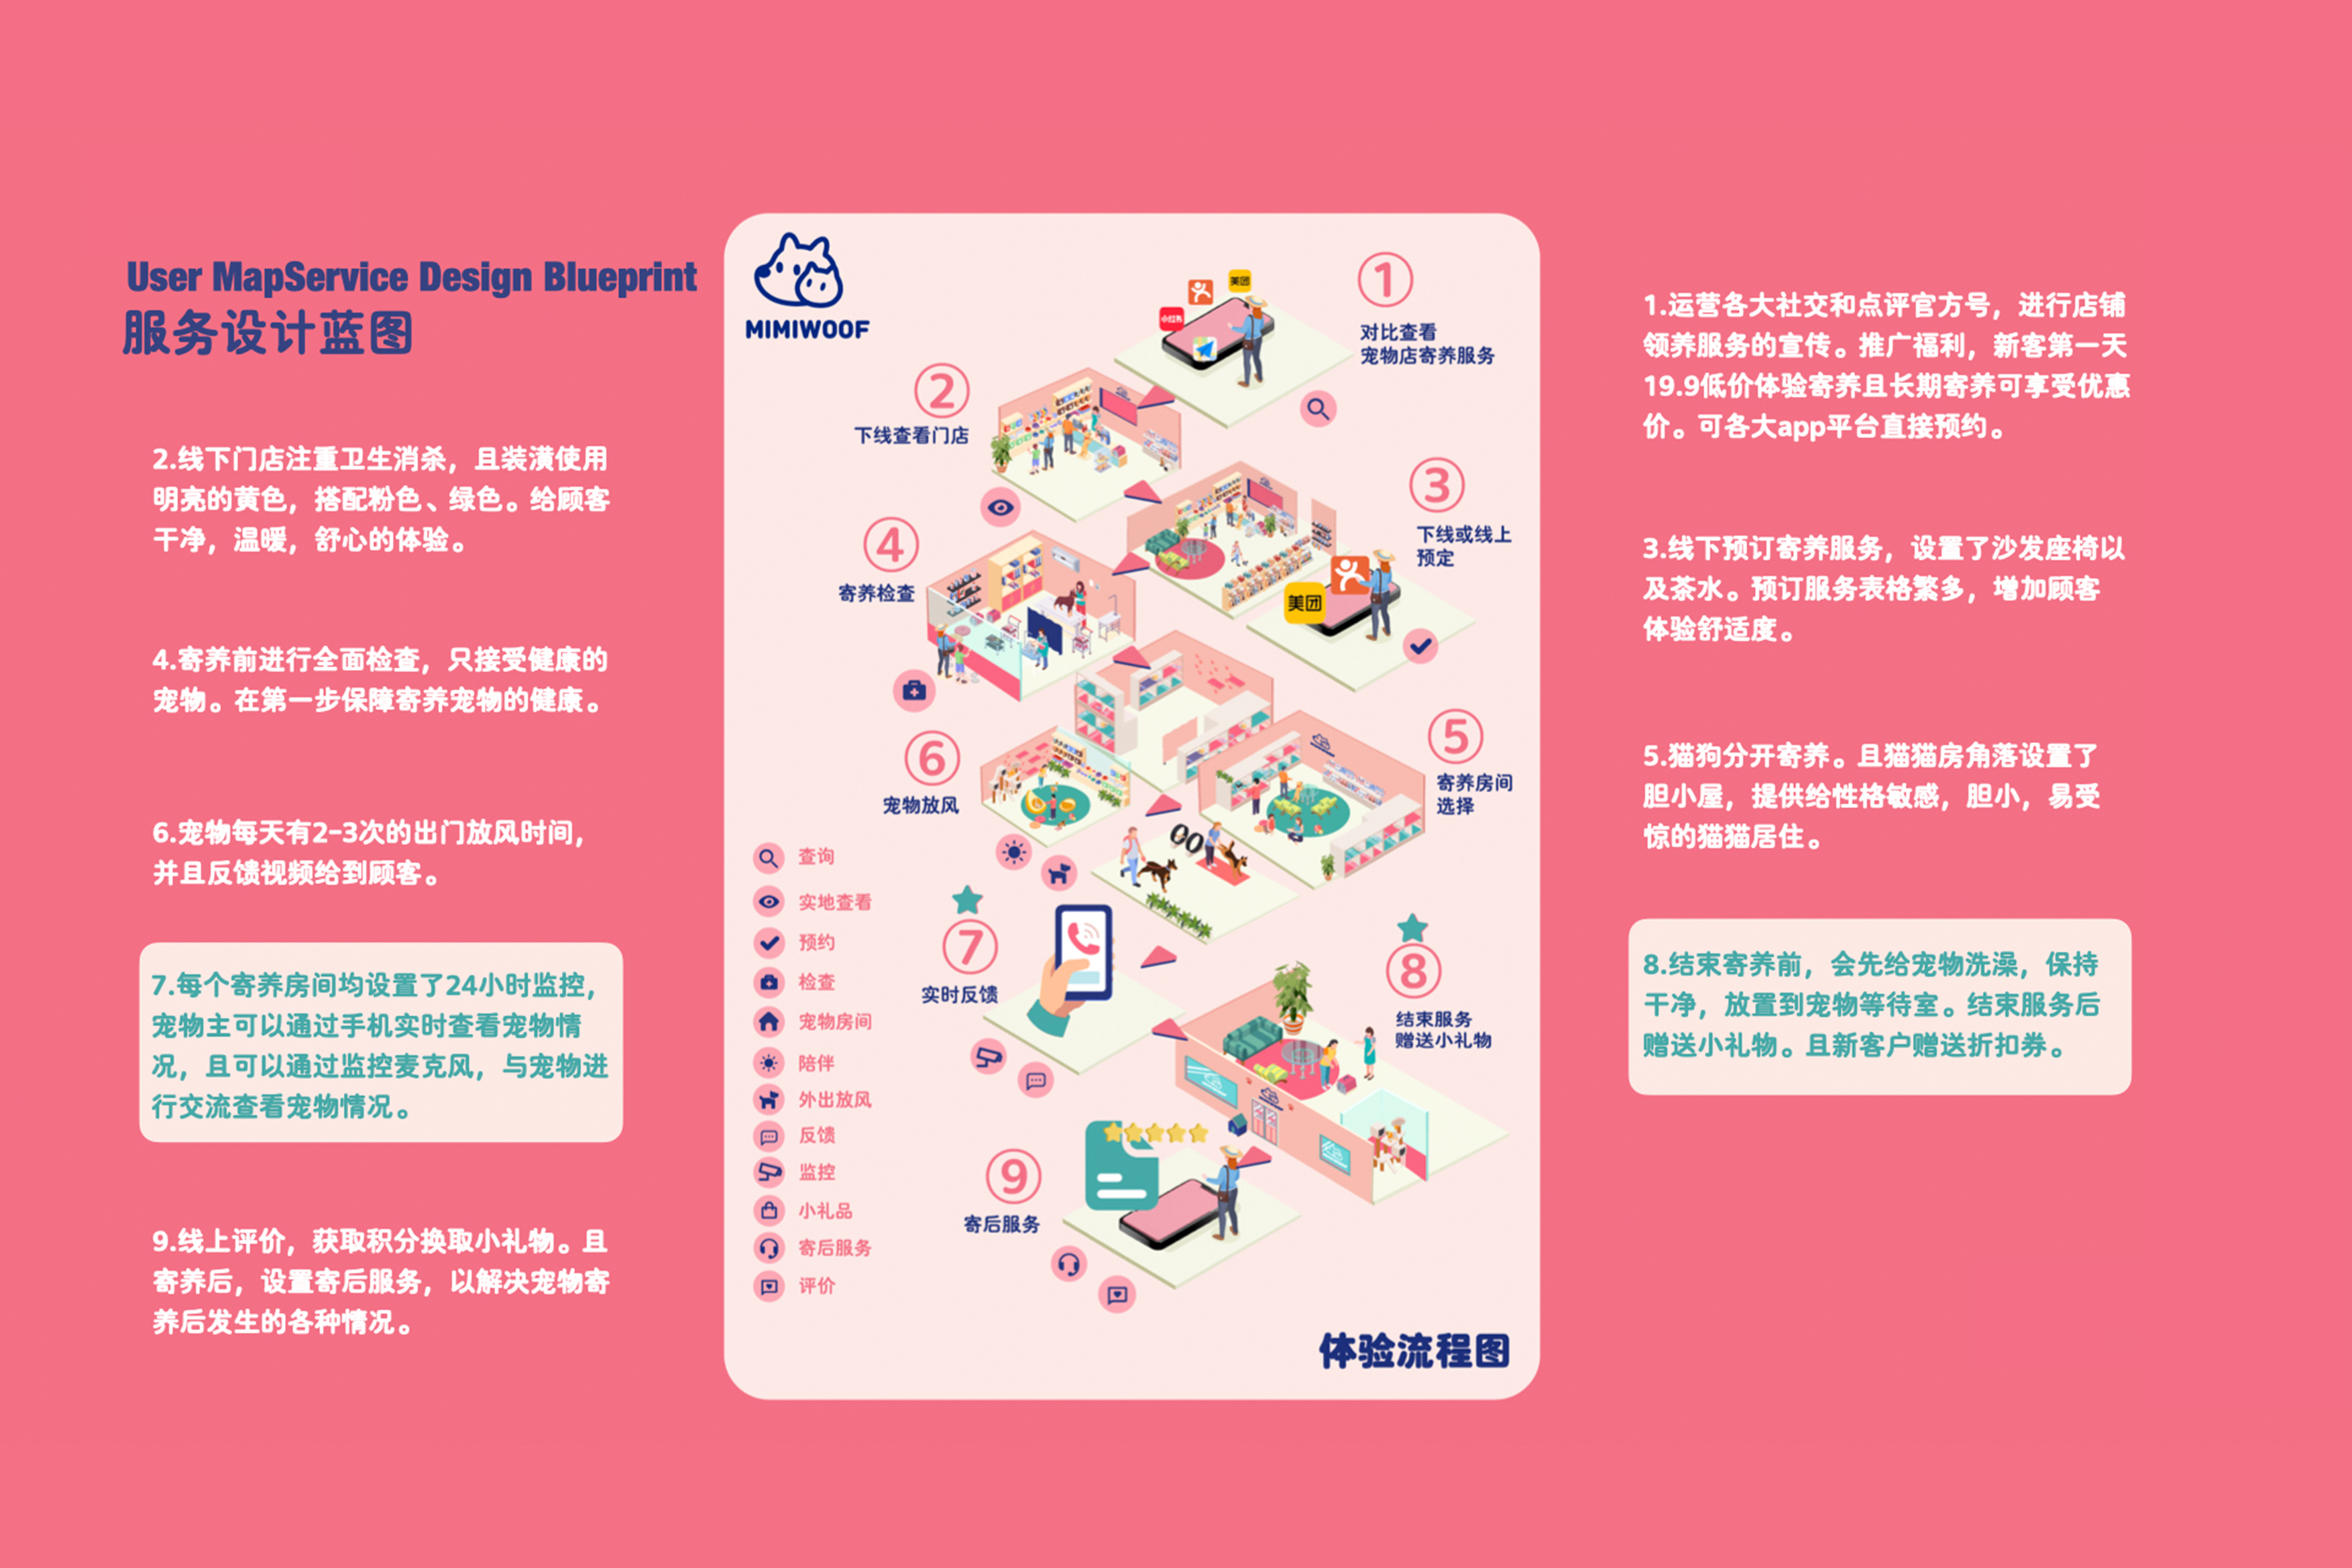 User MapService Design Blueprint
服务设计蓝图
2.线下门店注重卫生消杀，且装潢使用
明亮的黄色，搭配粉色、绿色。给顾客
干净，温暖，舒心的体验。
4.寄养前进行全面检查，只接受健康的
宠物。在第一步保障寄养宠物的健康。
6.宠物每天有2-3次的出门放风时间，
并且反馈视频给到顾客。
7.每个寄养房间均设置了24小时监控，
宠物主可以通过手机实时查看宠物情
况，且可以通过监控麦克风，与宠物进
行交流查看宠物情况。
9.线上评价，获取积分换取小礼物。且
寄养后，设置寄后服务，以解决宠物寄
养后发生的各种情况。
MIMIWOOF
小红书
美团
1
对比查看
宠物店寄养服务
2
下线查看门店
3
下线或线上
预定
美团
4
寄养检查
5
寄养房间
选择
6
宠物放风
7
实时反馈
8
结束服务
赠送小礼物
9
寄后服务
查询
实地查看
预约
检查
宠物房间
陪伴
外出放风
反馈
监控
小礼品
寄后服务
评价
体验流程图
1.运营各大社交和点评官方号，进行店铺
领养服务的宣传。推广福利，新客第一天
19.9低价体验寄养且长期寄养可享受优惠
价。可各大app平台直接预约。
3.线下预订寄养服务，设置了沙发座椅以
及茶水。预订服务表格繁多，增加顾客
体验舒适度。
5.猫狗分开寄养。且猫猫房角落设置了
胆小屋，提供给性格敏感，胆小，易受
惊的猫猫居住。
8.结束寄养前，会先给宠物洗澡，保持
干净，放置到宠物等待室。结束服务后
赠送小礼物。且新客户赠送折扣券。